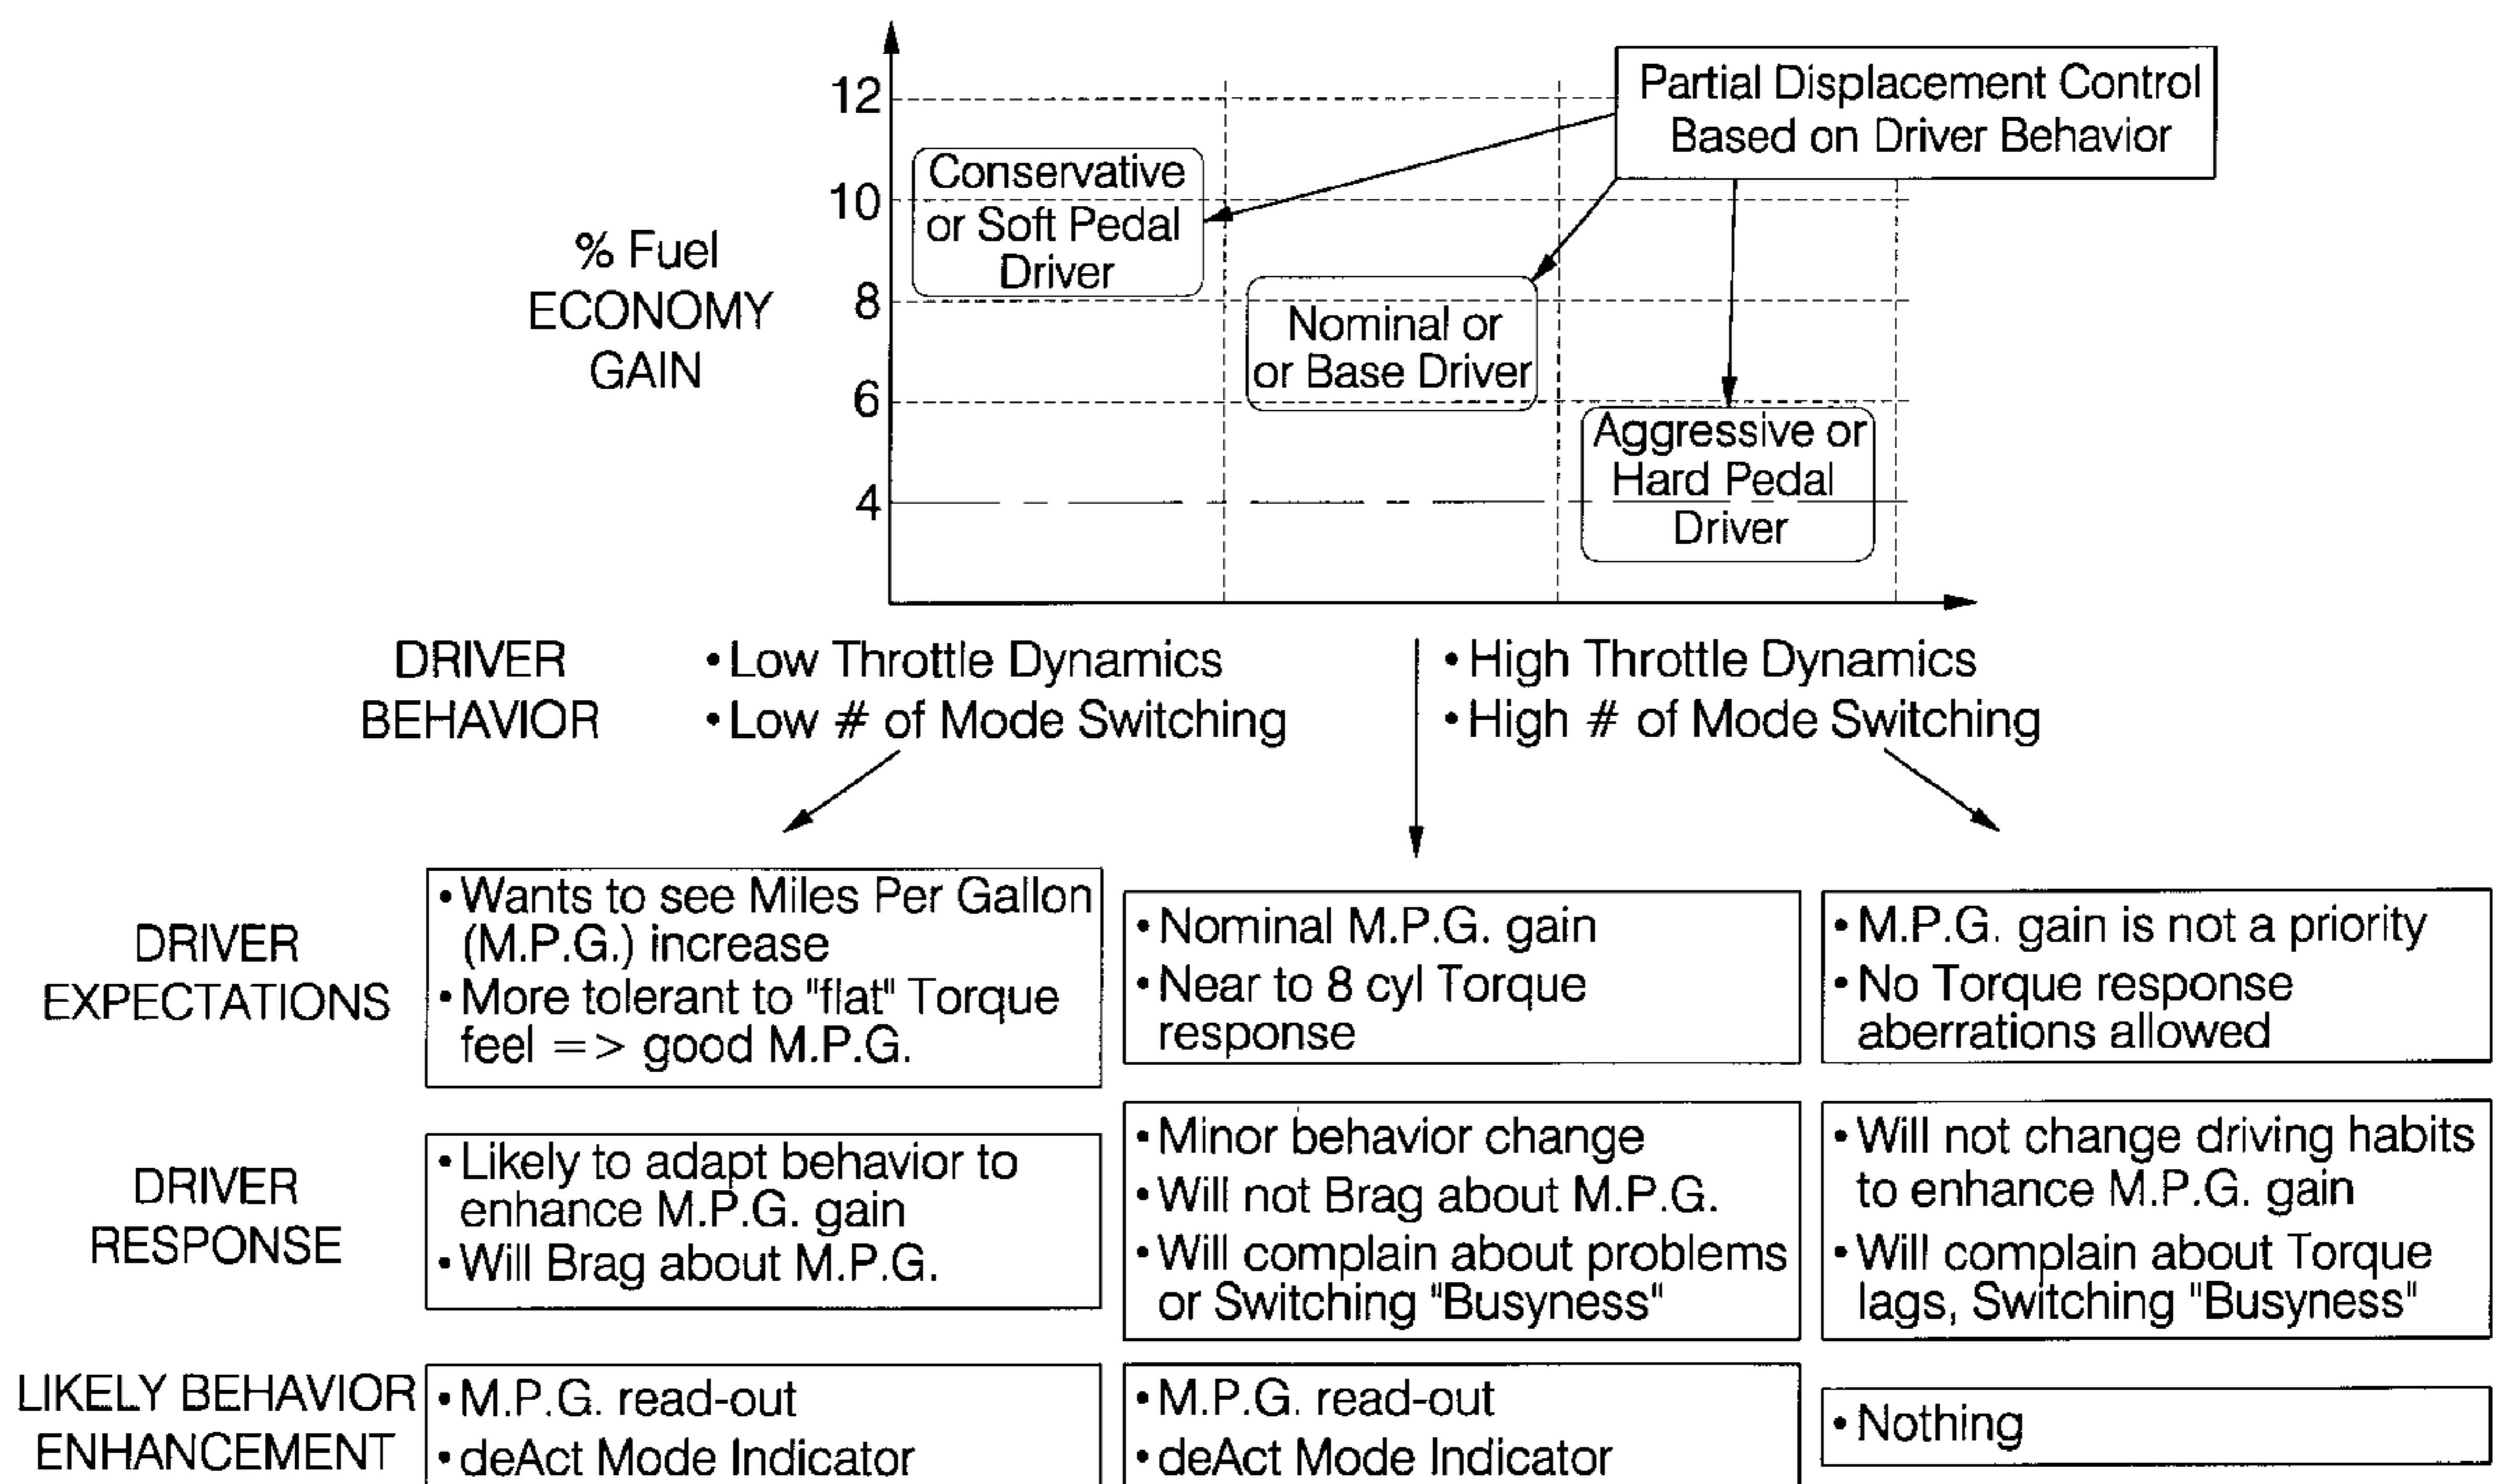 12
10
8
6
4
% Fuel
ECONOMY
GAIN
Partial Displacement Control
Based on Driver Behavior
Conservative
or Soft Pedal
Driver
Nominal or
or Base Driver
Aggressive or
Hard Pedal
Driver
DRIVER
BEHAVIOR
• Low Throttle Dynamics
• Low # of Mode Switching
• High Throttle Dynamics
• High # of Mode Switching
DRIVER
EXPECTATIONS
• Wants to see Miles Per Gallon
(M.P.G.) increase
• More tolerant to "flat" Torque
feel => good M.P.G.
• Nominal M.P.G. gain
• Near to 8 cyl Torque
response
• M.P.G. gain is not a priority
• No Torque response
aberrations allowed
DRIVER
RESPONSE
• Likely to adapt behavior to
enhance M.P.G. gain
• Will Brag about M.P.G.
• Minor behavior change
• Will not Brag about M.P.G.
• Will complain about problems
or Switching "Busyness"
• Will not change driving habits
to enhance M.P.G. gain
• Will complain about Torque
lags, Switching "Busyness"
LIKELY BEHAVIOR
ENHANCEMENT
• M.P.G. read-out
• deAct Mode Indicator
• M.P.G. read-out
• deAct Mode Indicator
• Nothing